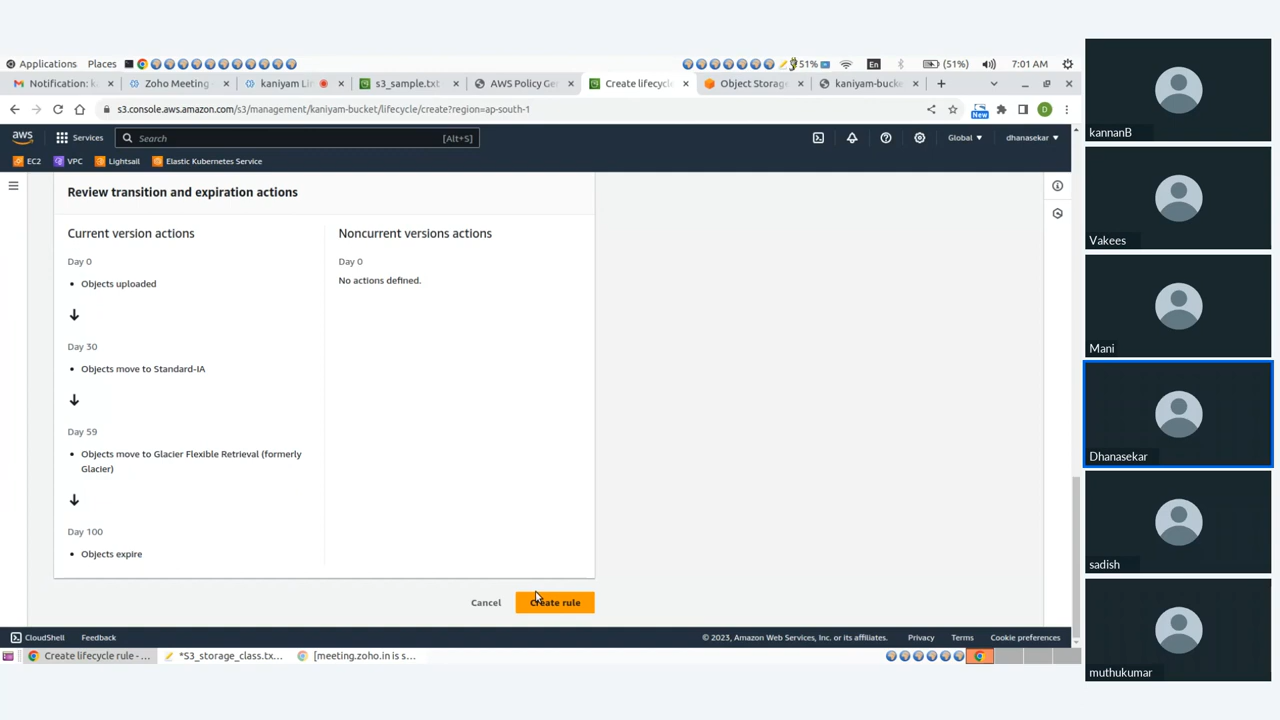 Applications Places 51% En (51%) 7:01 AM
Notification: k Zoho Meeting - kaniyam Lin s3_sample.txt AWS Policy Gen Create lifecycl Object Storag kaniyam-bucke
s3.console.aws.amazon.com/s3/management/kaniyam-bucket/lifecycle/create?region=ap-south-1 New D
aws Services Search [Alt+S] Global dhanasekar
EC2 VPC Lightsail Elastic Kubernetes Service
Review transition and expiration actions
Current version actions
Day 0
Objects uploaded
Day 30
Objects move to Standard-IA
Day 59
Objects move to Glacier Flexible Retrieval (formerly
Glacier)
Day 100
Objects expire
Noncurrent versions actions
Day 0
No actions defined.
Cancel Create rule
CloudShell Feedback © 2023, Amazon Web Services, Inc. or its affiliates. Privacy Terms Cookie preferences
Create lifecycle rule - ... *S3_storage_class.tx... [meeting.zoho.in is s...
kannanB
Vakees
Mani
Dhanasekar
sadish
muthukumar